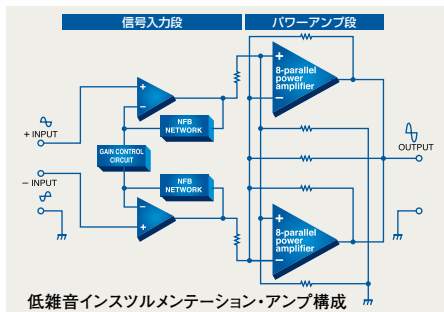 信号入力段
パワーアンプ段
+
−
8-parallel
power
amplifier
+
−
NFB
NETWORK
+ INPUT
OUTPUT
GAIN CONTROL
CIRCUIT
− INPUT
NFB
NETWORK
−
+
+
8-parallel
power
amplifier
−
低雑音インスツルメンテーション・アンプ構成